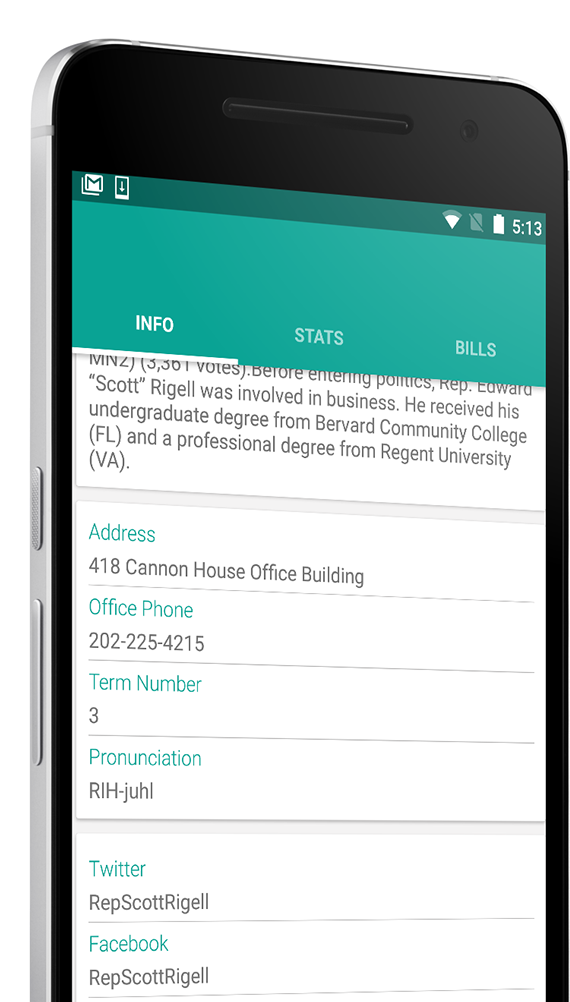 5:13
INFO
STATS
BILLS
MN2) (3,361 votes).Before entering politics, Rep. Edward
“Scott” Rigell was involved in business. He received his
undergraduate degree from Bervard Community College
(FL) and a professional degree from Regent University
(VA).
Address
418 Cannon House Office Building
Office Phone
202-225-4215
Term Number
3
Pronunciation
RIH-juhl
Twitter
RepScottRigell
Facebook
RepScottRigell